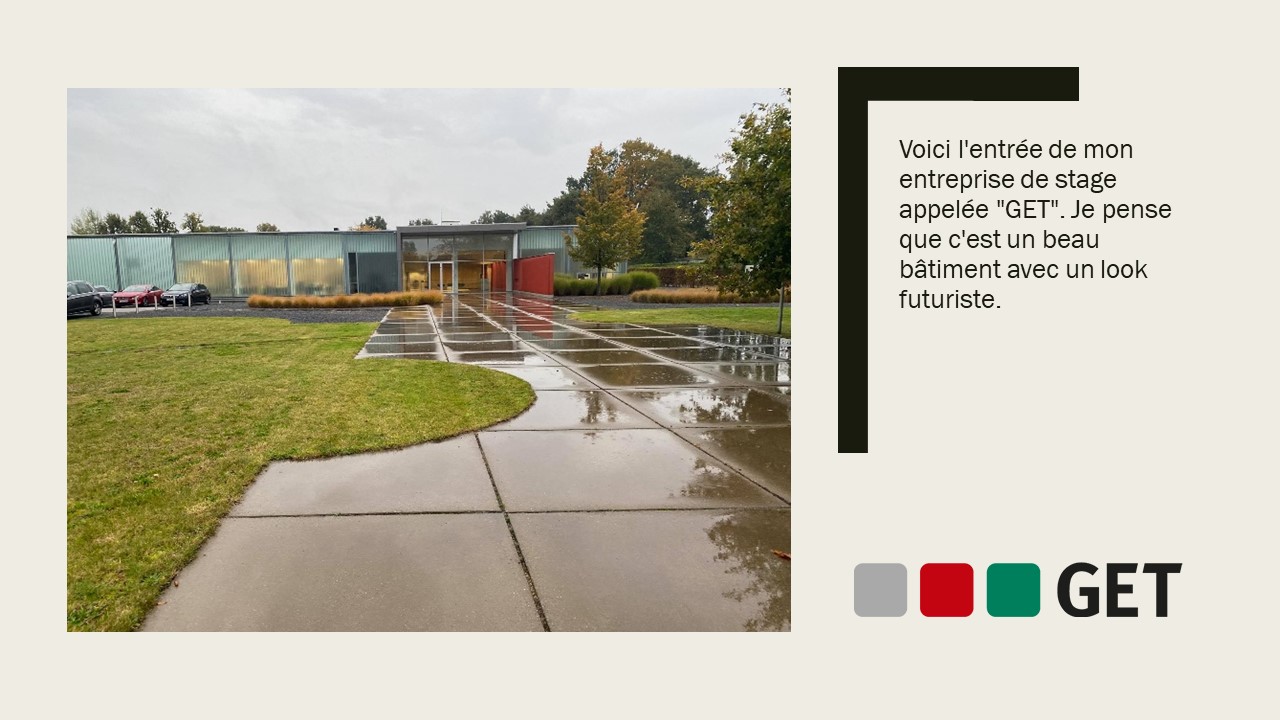 Voici l'entrée de mon
entreprise de stage
appelée "GET". Je pense
que c'est un beau
bâtiment avec un look
futuriste.
GET